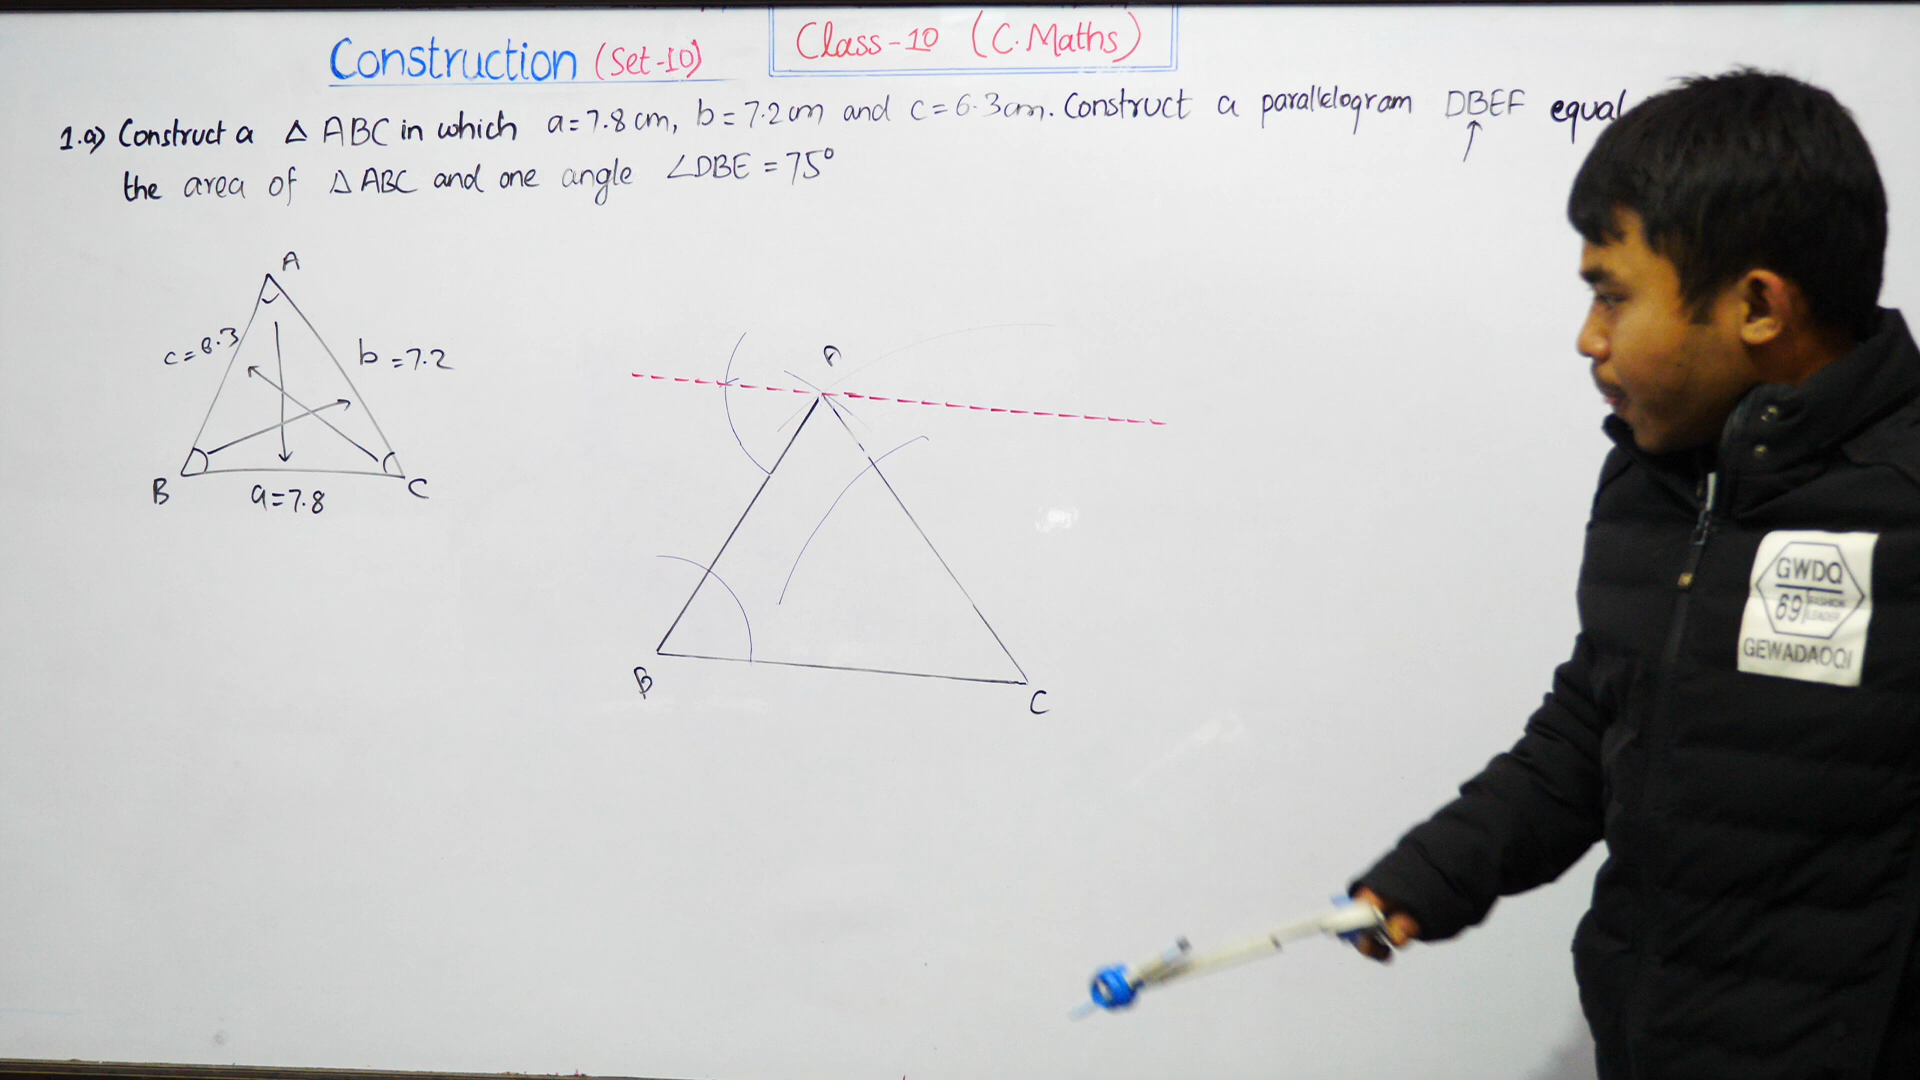 Construction (Set-10)
Class-10 (C.Maths)
1.a) Construct a △ ABC in which a=7.8 cm, b=7.2 cm and c=6.3cm. Construct a parallelogram DBEF equal
the area of △ ABC and one angle ∠DBE = 75°
A
c=6.3
b=7.2
B
a=7.8
C
A
B
C
GWDQ
69 FASHION
LEADER
GEWADAOQI